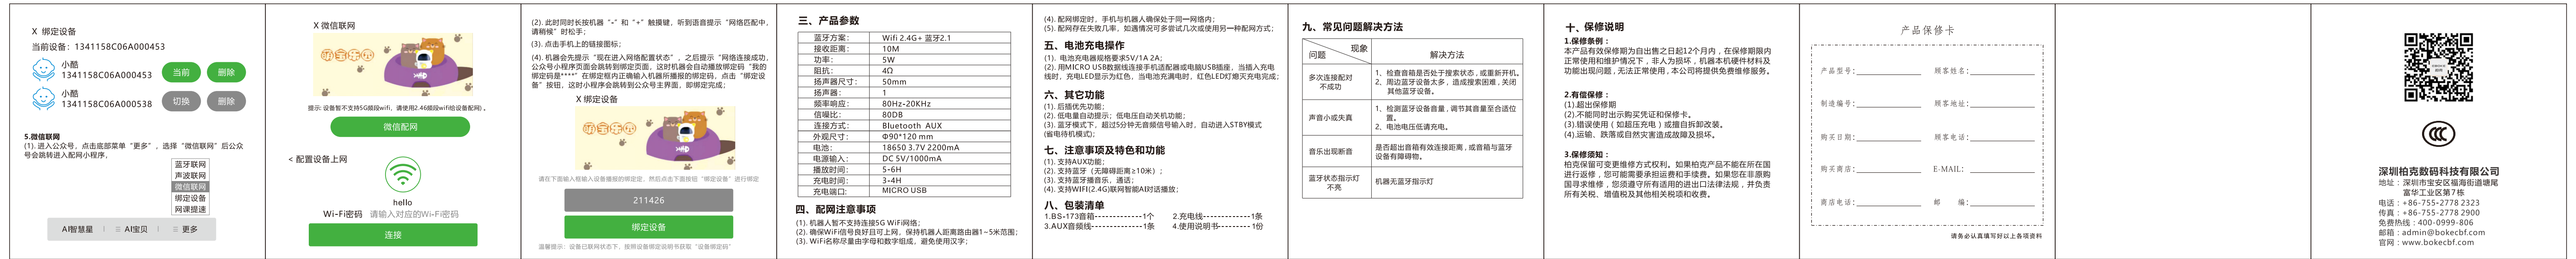 X 绑定设备
当前设备：1341158C06A000453
小酷
1341158C06A000453
当前
删除
小酷
1341158C06A000538
切换
删除
5.微信联网
(1). 进入公众号，点击底部菜单“更多”，选择“微信联网”后公众
号会跳转进入配网小程序,
蓝牙联网
声波联网
微信联网
绑定设备
网课提速
AI智慧星
AI宝贝
更多
X 微信联网
萌宝乐园
提示: 设备暂不支持5G频段wifi，请使用2.4G频段wifi给设备配网) 。
微信配网
< 配置设备上网
hello
Wi-Fi密码 请输入对应的Wi-Fi密码
连接
(2). 此时同时长按机器“-”和“+”触摸键，听到语音提示“网络匹配中,
请稍候”时松手；
(3). 点击手机上的链接图标；
(4). 机器会先提示“现在进入网络配置状态”，之后提示“网络连接成功,
公众号小程序页面会跳转到绑定页面，这时机器会自动播放绑定码“我的
绑定码是****”在绑定框内正确输入机器所播报的绑定码，点击“绑定设
备”按钮，这时小程序会跳转到公众号主界面，即绑定完成；
X 绑定设备
萌宝乐园
请在下面输入框输入设备播报的绑定定，然后点击下面按钮“绑定设备”进行绑定
211426
绑定设备
温馨提示：设备已联网状态下，按照设备绑定说明书获取“设备绑定码”
三、产品参数
蓝牙方案： Wifi 2.4G+ 蓝牙2.1
接收距离： 10M
功率： 5W
阻抗： 4Ω
扬声器尺寸： 50mm
扬声器： 1
频率响应： 80Hz-20KHz
信噪比： 80DB
连接方式： Bluetooth AUX
外观尺寸： Φ90*120 mm
电池： 18650 3.7V 2200mA
电源输入： DC 5V/1000mA
播放时间： 5-6H
充电时间： 3-4H
充电端口： MICRO USB
四、配网注意事项
(1). 机器人暂不支持连接5G WiFi网络；
(2). 确保WiFi信号良好且可上网，保持机器人距离路由器1~5米范围；
(3). WiFi名称尽量由字母和数字组成，避免使用汉字；
(4). 配网绑定时，手机与机器人确保处于同一网络内；
(5). 配网存在失败几率，如遇情况可多尝试几次或使用另一种配网方式；
五、电池充电操作
(1). 电池充电器规格要求5V/1A 2A;
(2). 用MICRO USB数据线连接手机适配器或电脑USB插座，当插入充电
线时，充电LED显示为红色，当电池充满电时，红色LED灯熄灭充电完成；
六、其它功能
(1). 后播优先功能；
(2). 低电量自动提示，低电压自动关机功能；
(3). 蓝牙模式下，超过5分钟无音频信号输入时，自动进入STBY模式
(省电待机模式)；
七、注意事项及特色和功能
(1). 支持AUX功能；
(2). 支持蓝牙（无障碍距离≥10米）；
(3). 支持蓝牙播音乐、通话；
(4). 支持WIFI(2.4G)联网智能AI对话播放；
八、包装清单
1.BS-173音箱-------------1个 2.充电线-------------1条
3.AUX音频线-------------1条 4.使用说明书---------1份
九、常见问题解决方法
现象
问题
解决方法
多次连接配对
不成功
1、检查音箱是否处于搜索状态，或重新开机。
2、周边蓝牙设备太多，造成搜索困难，关闭
其他蓝牙设备。
声音小或失真
1、检测蓝牙设备音量，调节其音量至合适位
置。
2、电池电压低请充电。
音乐出现断音
是否超出音箱有效连接距离，或音箱与蓝牙
设备有障碍物。
蓝牙状态指示灯
不亮
机器无蓝牙指示灯
十、保修说明
1.保修条例：
本产品有效保修期为自出售之日起12个月内，在保修期限内
正常使用和维护情况下，非人为损坏，机器本机硬件材料及
功能出现问题，无法正常使用，本公司将提供免费维修服务。
2.有偿保修：
(1).超出保修期
(2).不能同时出示购买凭证和保修卡。
(3).错误使用（如超压充电）或擅自拆卸改装。
(4).运输、跌落或自然灾害造成故障及损坏。
3.保修须知：
柏克保留可变更维修方式权利。如果柏克产品不能在所在国
进行返修，您可能需要承运费和手续费。如果您在非原购
国寻求维修，您须遵守所有适用的进出口法律法规，并负责
所有关税、增值税及其他相关税项和收费。
产品保修卡
产品型号： 顾客姓名：
制造编号： 顾客地址：
购买日期： 顾客电话：
购买商店： E-MAIL：
商店电话： 邮 编：
请务必认真填写好以上各项资料
深圳柏克数码科技有限公司
地址：深圳市宝安区福海街道塘尾
富华工业区第7栋
电话：+86-755-2778 2323
传真：+86-755-2778 2900
免费热线：400-0999-806
邮箱：admin@bokecbf.com
官网：www.bokecbf.com